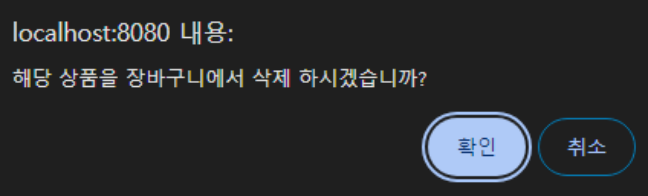 localhost:8080 내용:
해당 상품을 장바구니에서 삭제 하시겠습니까?
확인
취소